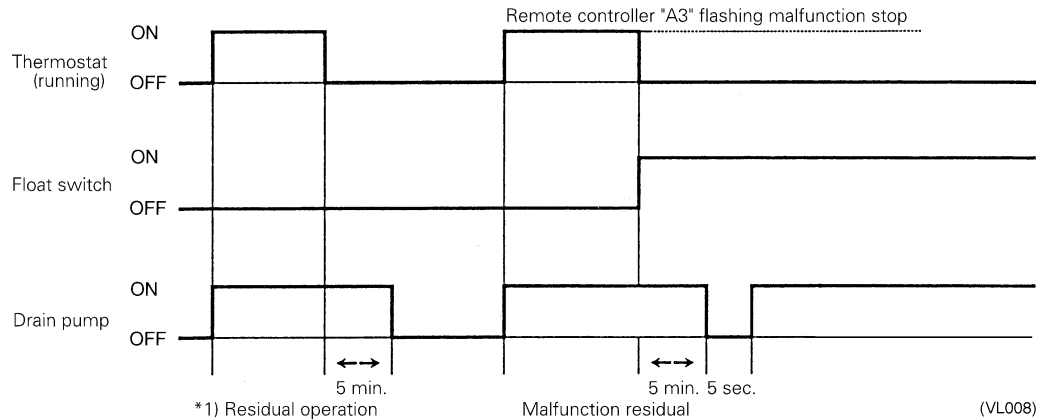 Remote controller "A3" flashing malfunction stop
ON
Thermostat
(running)
OFF
ON
Float switch
OFF
ON
Drain pump
OFF
5 min.
5 min. 5 sec.
*1) Residual operation
Malfunction residual
(VL008)